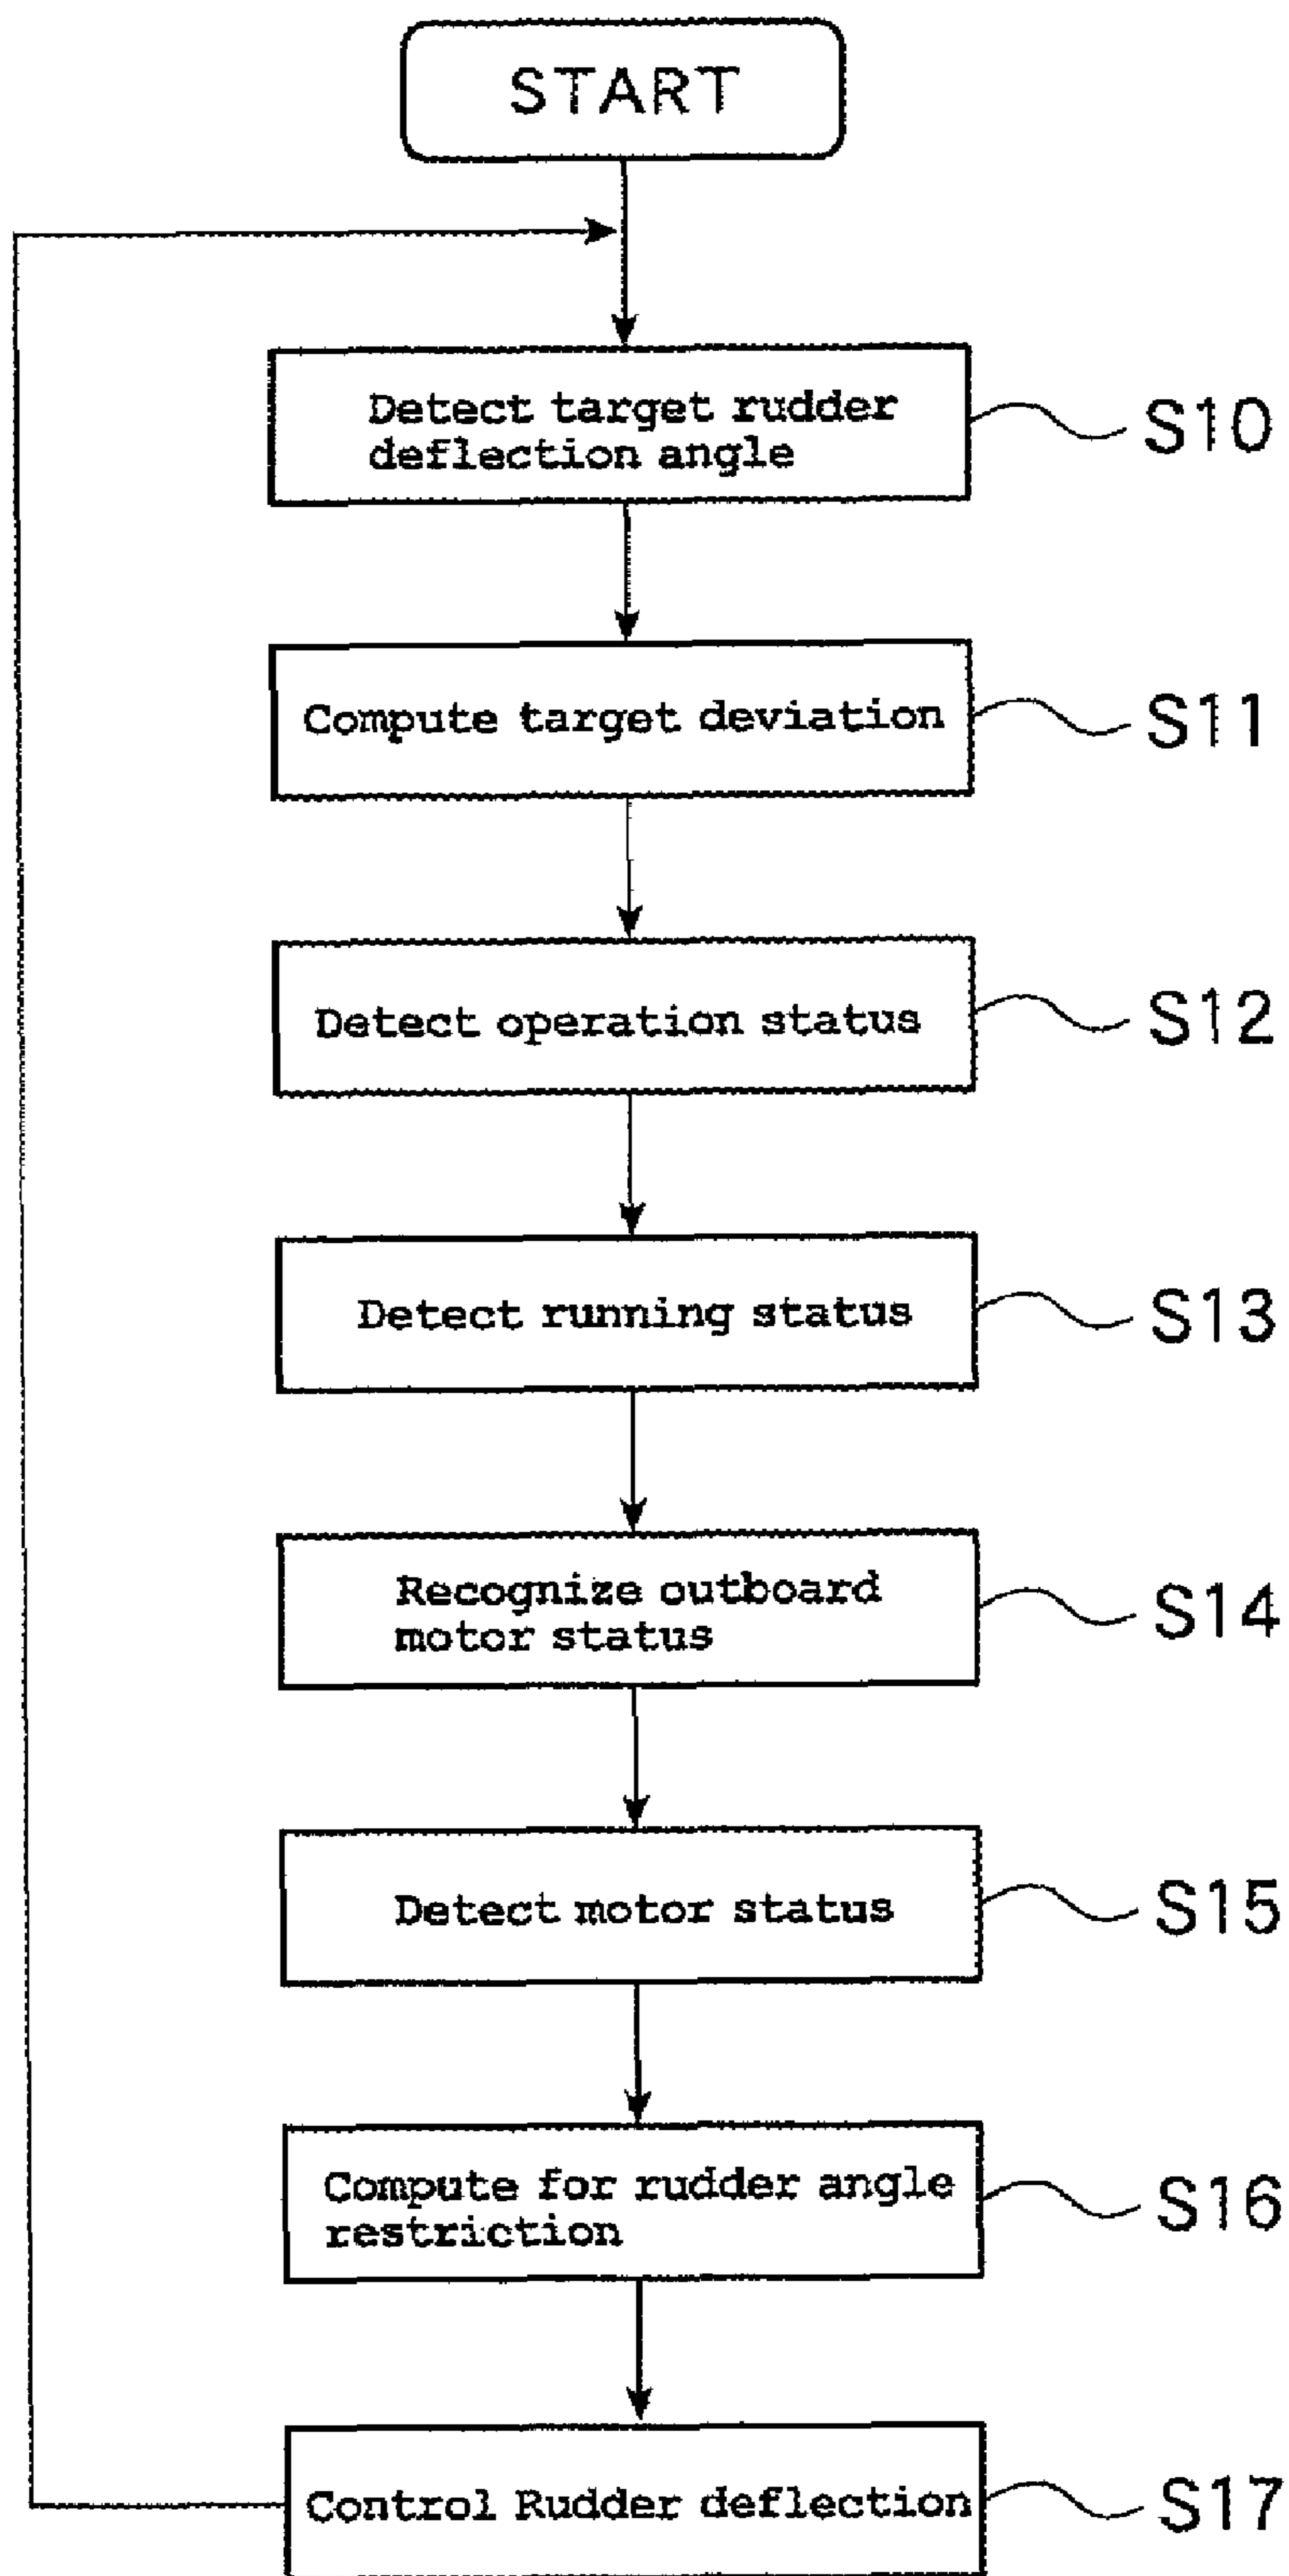 START
Detect target rudder
deflection angle
S10
Compute target deviation
S11
Detect operation status
S12
Detect running status
S13
Recognize outboard
motor status
S14
Detect motor status
S15
Compute for rudder angle
restriction
S16
Control Rudder deflection
S17